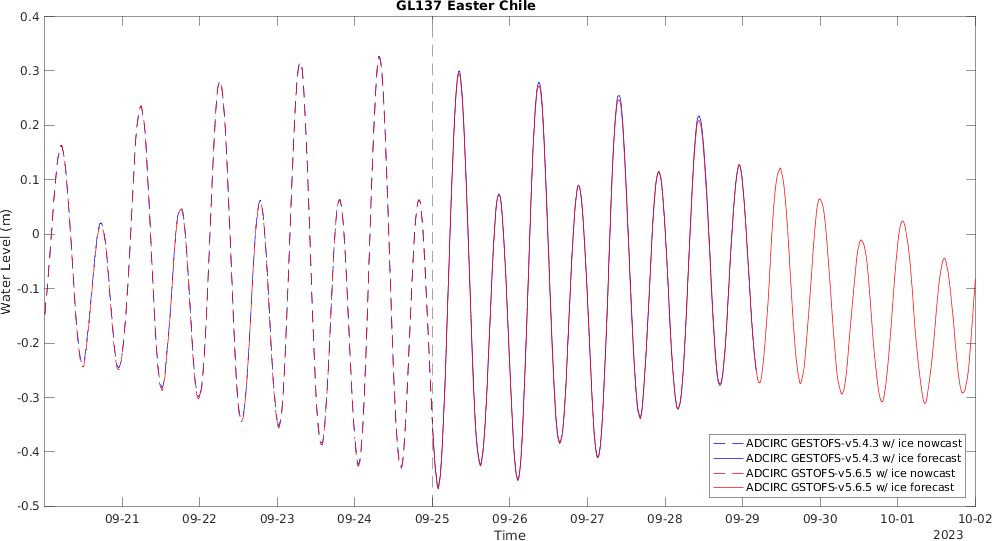 GL137 Easter Chile
0.4
0.3
0.2
0.1
0
-0.1
-0.2
-0.3
-0.4
-0.5
Water Level (m)
ADCIRC GESTOFS-v5.4.3 w/ ice nowcast
ADCIRC GESTOFS-v5.4.3 w/ ice forecast
ADCIRC GSTOFS-v5.6.5 w/ ice nowcast
ADCIRC GSTOFS-v5.6.5 w/ ice forecast
09-21 09-22 09-23 09-24 09-25 09-26 09-27 09-28 09-29 09-30 10-01 10-02
Time
2023